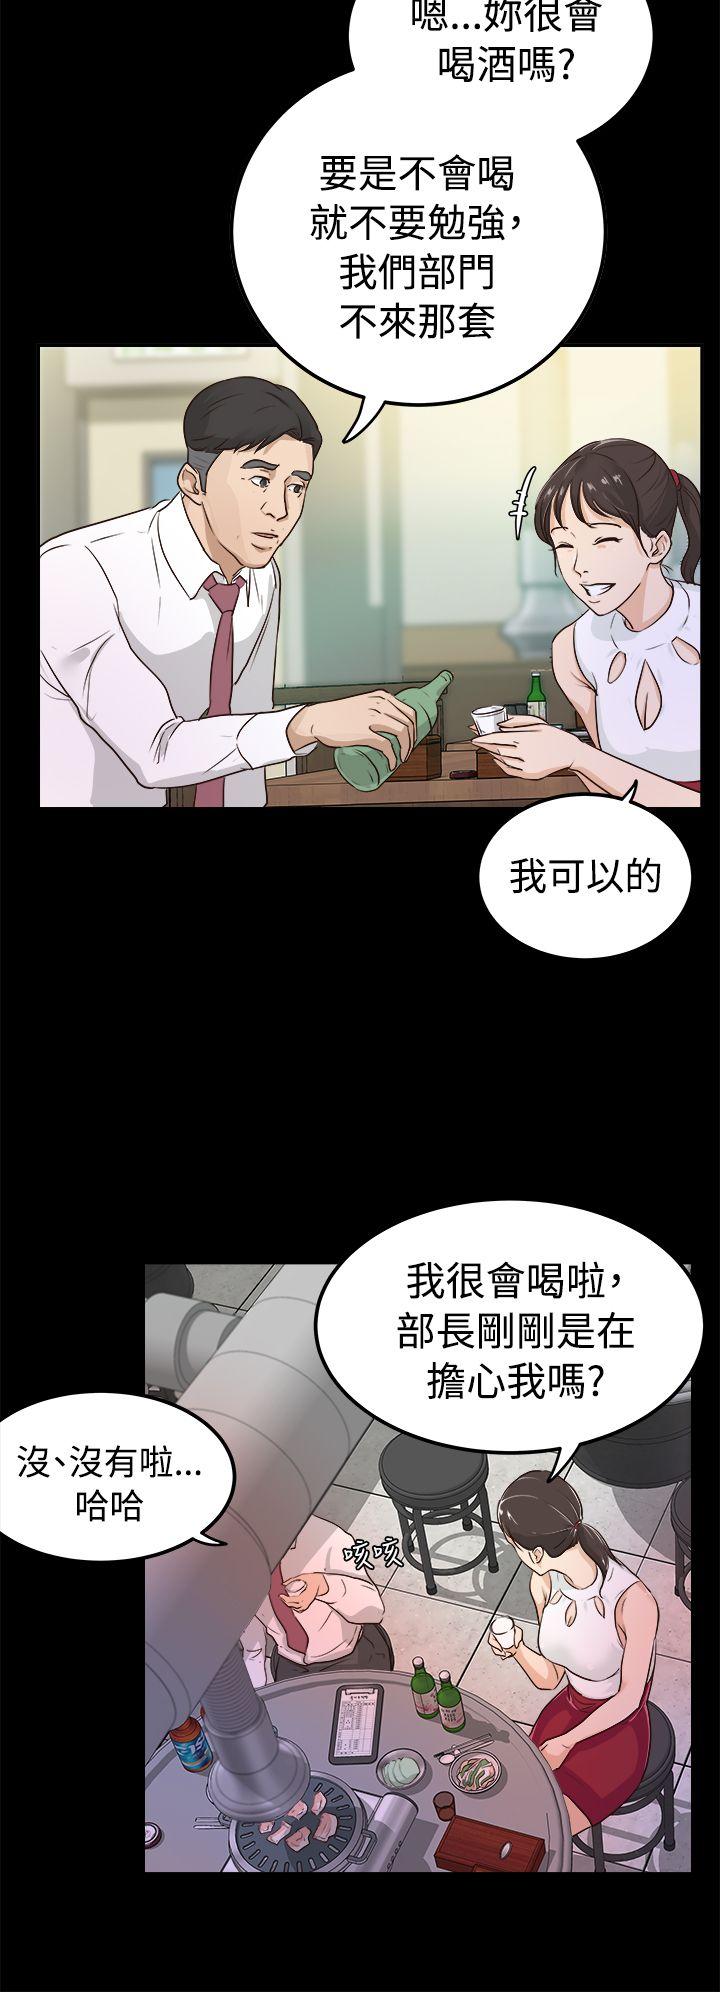 嗯...妳很會
喝酒嗎?
要是不會喝
就不要勉強,
我們部門
不來那套
我可以的
我很會喝啦,
部長剛剛是在
擔心我嗎?
沒、沒有啦...
哈哈
咳咳